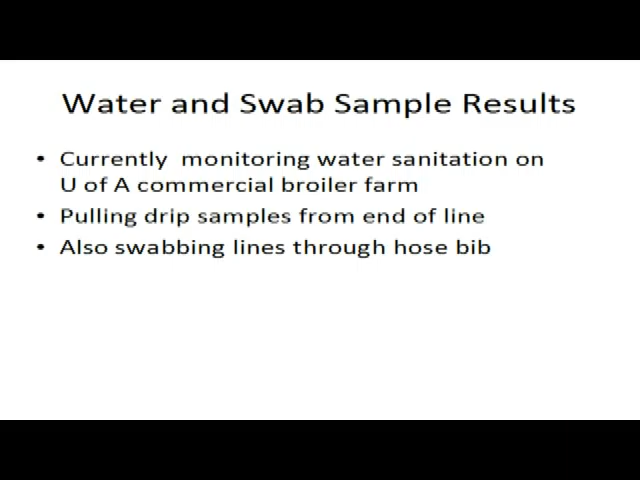 Water and Swab Sample Results
• Currently  monitoring water sanitation on
U of A commercial broiler farm
• Pulling drip samples from end of line
• Also swabbing lines through hose bib